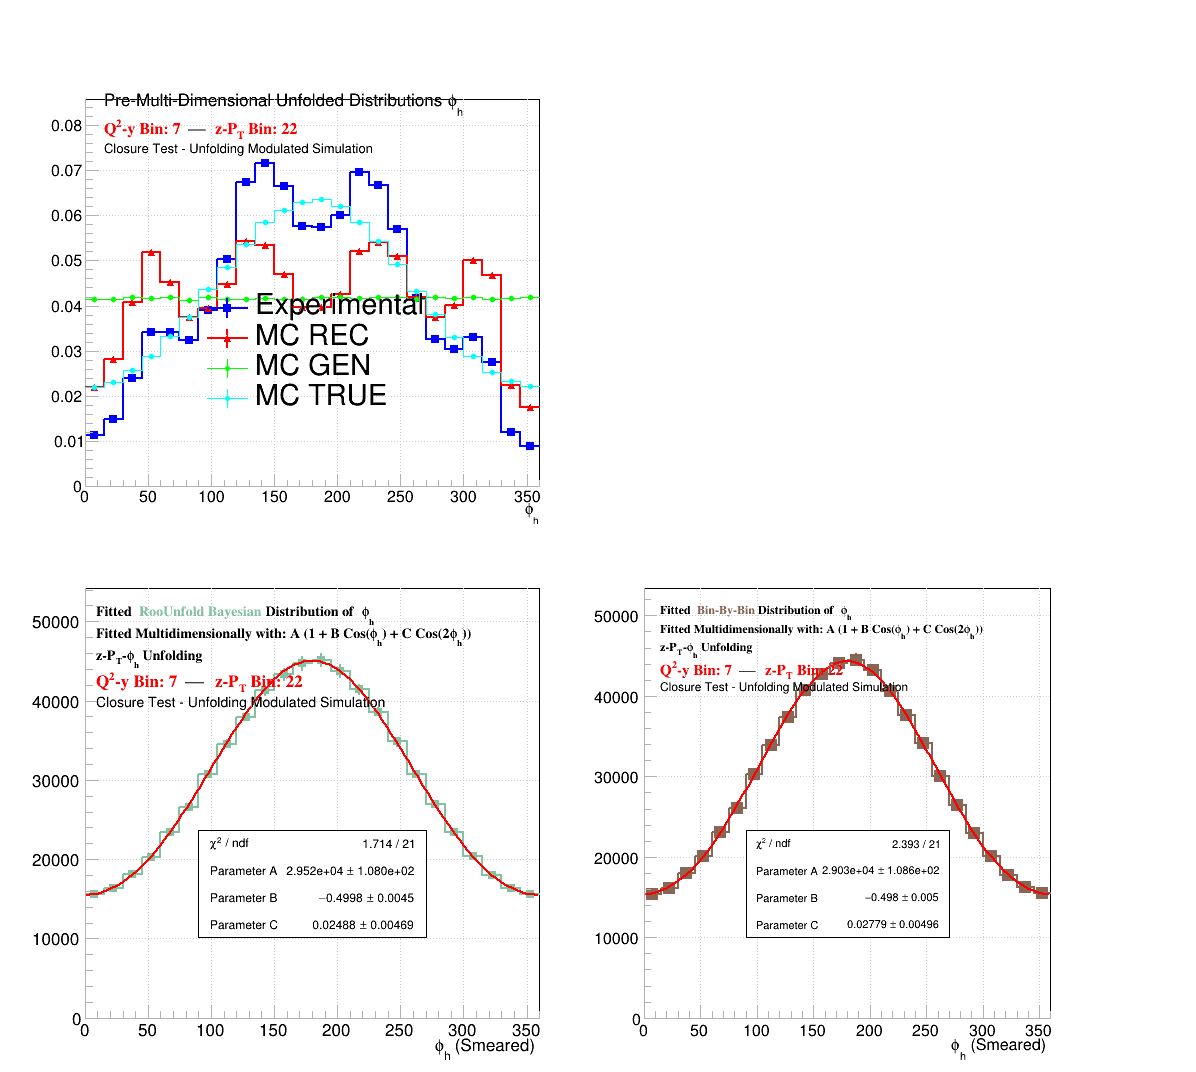 Pre-Multi-Dimensional Unfolded Distributions ϕh
Q2-y Bin: 7 — z-PT Bin: 22
Closure Test - Unfolding Modulated Simulation
0.08
0.07
0.06
0.05
0.04
0.03
0.02
0.01
0
Experimental
MC REC
MC GEN
MC TRUE
0 50 100 150 200 250 300 350
ϕh
Fitted RooUnfold Bayesian Distribution of ϕh
Fitted Multidimensionally with: A (1 + B Cos(ϕh) + C Cos(2ϕh))
z-PT-ϕh Unfolding
Q2-y Bin: 7 — z-PT Bin: 22
Closure Test - Unfolding Modulated Simulation
50000
40000
30000
20000
10000
0
χ2 / ndf 1.714 / 21
Parameter A 2.952e+04 ± 1.080e+02
Parameter B −0.4998 ± 0.0045
Parameter C 0.02488 ± 0.00469
0 50 100 150 200 250 300 350
ϕh (Smeared)
Fitted Bin-By-Bin Distribution of ϕh
Fitted Multidimensionally with: A (1 + B Cos(ϕh) + C Cos(2ϕh))
z-PT-ϕh Unfolding
Q2-y Bin: 7 — z-PT Bin: 22
Closure Test - Unfolding Modulated Simulation
50000
40000
30000
20000
10000
0
χ2 / ndf 2.393 / 21
Parameter A 2.903e+04 ± 1.086e+02
Parameter B −0.498 ± 0.005
Parameter C 0.02779 ± 0.00496
0 50 100 150 200 250 300 350
ϕh (Smeared)